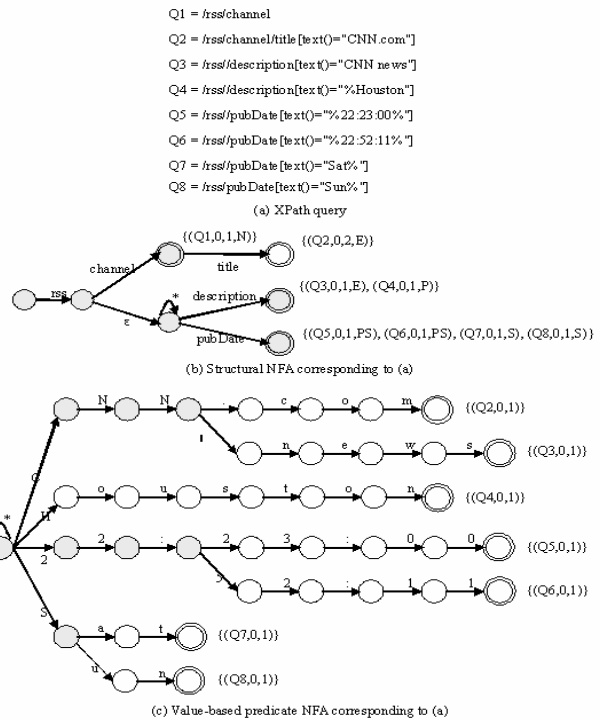 Q1 = /rss/channel
Q2 = /rss/channel/title[text()="CNN.com"]
Q3 = /rss//description[text()="CNN news"]
Q4 = /rss//description[text()="%Houston"]
Q5 = /rss//pubDate[text()="%22:23:00%"]
Q6 = /rss//pubDate[text()="%22:52:11%"]
Q7 = /rss//pubDate[text()="Sat%"]
Q8 = /rss/pubDate[text()="Sun%"]
(a) XPath query
{(Q1,0,1,N)} {(Q2,0,2,E)}
channel title
rss * description {(Q3,0,1,E), (Q4,0,1,P)}
ε
pubDate {(Q5,0,1,PS), (Q6,0,1,PS), (Q7,0,1,S), (Q8,0,1,S)}
(b) Structural NFA corresponding to (a)
N N . c o m {(Q2,0,1)}
C n e w s {(Q3,0,1)}
* H o u s t o n {(Q4,0,1)}
2 2 : 2 3 : 0 0 {(Q5,0,1)}
5 2 : 1 1 {(Q6,0,1)}
S a t {(Q7,0,1)}
u n {(Q8,0,1)}
(c) Value-based predicate NFA corresponding to (a)